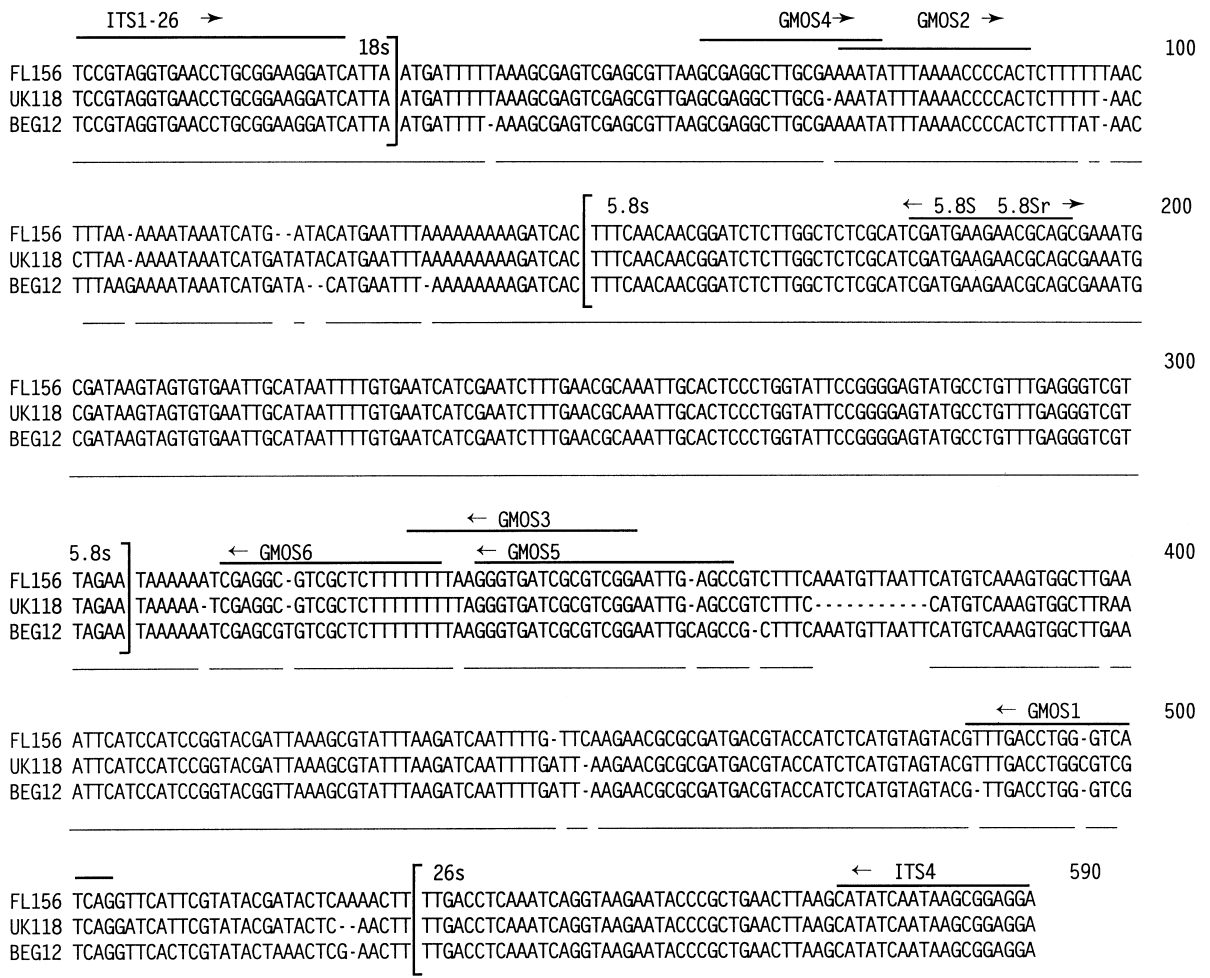 ITS1-26 →
GMOS4→ GMOS2 →
18s 100
FL156 TCCGTAGGTGAACCTGCGGAAGGATCATTA ATGATTTTTAAAGCGAGTCGAGCGTTAAGCGAGGCTTGCGAAAATATTTAAAACCCCACTCTTTTTTAAC
UK118 TCCGTAGGTGAACCTGCGGAAGGATCATTA ATGATTTTTAAAGCGAGTCGAGCGTTGAGCGAGGCTTGCG-AAATATTTAAAACCCCACTCTTTTT-AAC
BEG12 TCCGTAGGTGAACCTGCGGAAGGATCATTA ATGATTTT-AAAGCGAGTCGAGCGTTAAGCGAGGCTTGCGAAAATATTTAAAACCCCACTCTTTAT-AAC
5.8s ← 5.8S 5.8Sr → 200
FL156 TTTAA-AAAATAAATCATG--ATACATGAATTTAAAAAAAAAGATCAC TTTCAACAACGGATCTCTTGGCTCTCGCATCGATGAAGAACGCAGCGAAATG
UK118 CTTAA-AAAATAAATCATGATATACATGAATTTAAAAAAAAAGATCAC TTTCAACAACGGATCTCTTGGCTCTCGCATCGATGAAGAACGCAGCGAAATG
BEG12 TTTAAGAAAATAAATCATGATA--CATGAATTT-AAAAAAAAGATCAC TTTCAACAACGGATCTCTTGGCTCTCGCATCGATGAAGAACGCAGCGAAATG
300
FL156 CGATAAGTAGTGTGAATTGCATAATTTTGTGAATCATCGAATCTTTGAACGCAAATTGCACTCCCTGGTATTCCGGGGAGTATGCCTGTTTGAGGGTCGT
UK118 CGATAAGTAGTGTGAATTGCATAATTTTGTGAATCATCGAATCTTTGAACGCAAATTGCACTCCCTGGTATTCCGGGGAGTATGCCTGTTTGAGGGTCGT
BEG12 CGATAAGTAGTGTGAATTGCATAATTTTGTGAATCATCGAATCTTTGAACGCAAATTGCACTCCCTGGTATTCCGGGGAGTATGCCTGTTTGAGGGTCGT
← GMOS3
5.8s ← GMOS6 ← GMOS5 400
FL156 TAGAA TAAAAAATCGAGGC-GTCGCTCTTTTTTTTAAGGGTGATCGCGTCGGAATTG-AGCCGTCTTTCAAATGTTAATTCATGTCAAAGTGGCTTGAA
UK118 TAGAA TAAAAA-TCGAGGC-GTCGCTCTTTTTTTTTAGGGTGATCGCGTCGGAATTG-AGCCGTCTTTC-----------CATGTCAAAGTGGCTTRAA
BEG12 TAGAA TAAAAAATCGAGCGTGTCGCTCTTTTTTTTAAGGGTGATCGCGTCGGAATTGCAGCCG-CTTTCAAATGTTAATTCATGTCAAAGTGGCTTGAA
← GMOS1 500
FL156 ATTCATCCATCCGGTACGATTAAAGCGTATTTAAGATCAATTTTG-TTCAAGAACGCGCGATGACGTACCATCTCATGTAGTACGTTTGACCTGG-GTCA
UK118 ATTCATCCATCCGGTACGATTAAAGCGTATTTAAGATCAATTTTGATT-AAGAACGCGCGATGACGTACCATCTCATGTAGTACGTTTGACCTGGCGTCG
BEG12 ATTCATCCATCCGGTACGGTTAAAGCGTATTTAAGATCAATTTTGATT-AAGAACGCGCGATGACGTACCATCTCATGTAGTACG-TTGACCTGG-GTCG
26s ← ITS4 590
FL156 TCAGGTTCATTCGTATACGATACTCAAAACTT TTGACCTCAAATCAGGTAAGAATACCCGCTGAACTTAAGCATATCAATAAGCGGAGGA
UK118 TCAGGATCATTCGTATACGATACTC--AACTT TTGACCTCAAATCAGGTAAGAATACCCGCTGAACTTAAGCATATCAATAAGCGGAGGA
BEG12 TCAGGTTCACTCGTATACTAAACTCG-AACTT TTGACCTCAAATCAGGTAAGAATACCCGCTGAACTTAAGCATATCAATAAGCGGAGGA